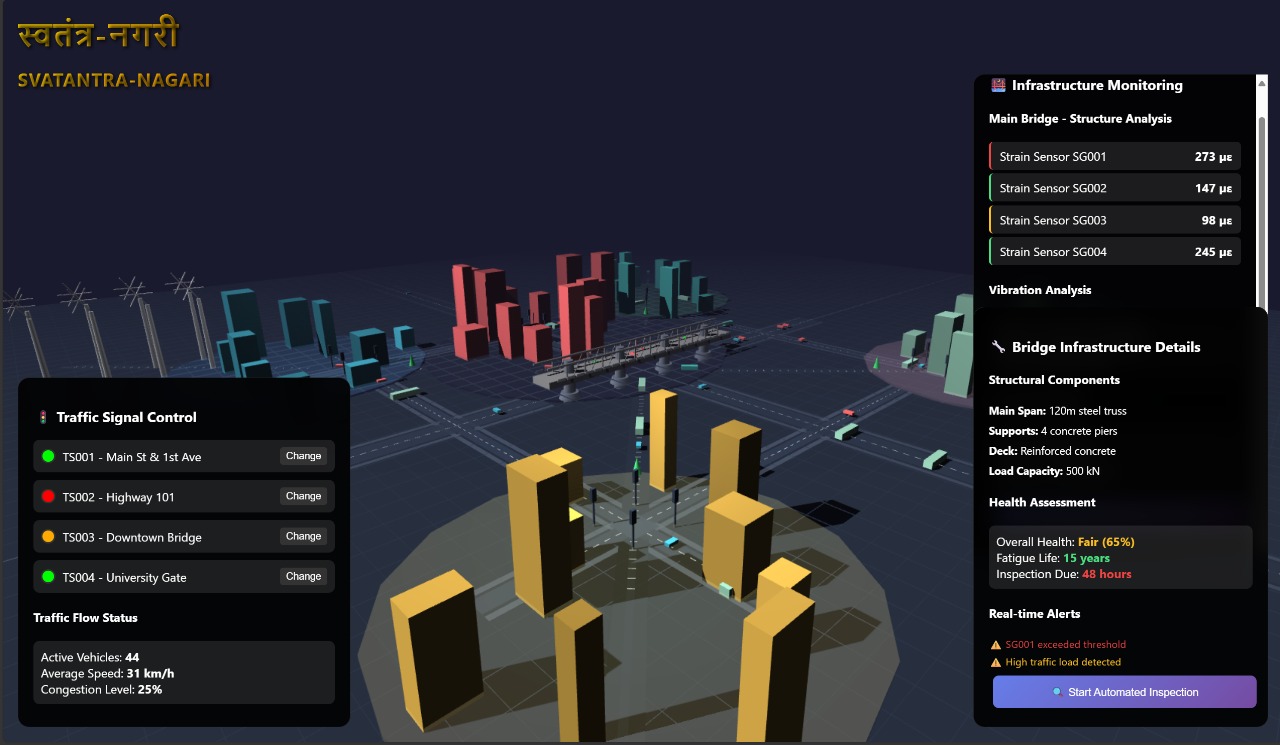 स्वतंत्र-नगरी
SVATANTRA-NAGARI
Traffic Signal Control
TS001 - Main St & 1st Ave Change
TS002 - Highway 101 Change
TS003 - Downtown Bridge Change
TS004 - University Gate Change
Traffic Flow Status
Active Vehicles: 44
Average Speed: 31 km/h
Congestion Level: 25%
Infrastructure Monitoring
Main Bridge - Structure Analysis
Strain Sensor SG001 273 με
Strain Sensor SG002 147 με
Strain Sensor SG003 98 με
Strain Sensor SG004 245 με
Vibration Analysis
Bridge Infrastructure Details
Structural Components
Main Span: 120m steel truss
Supports: 4 concrete piers
Deck: Reinforced concrete
Load Capacity: 500 kN
Health Assessment
Overall Health: Fair (65%)
Fatigue Life: 15 years
Inspection Due: 48 hours
Real-time Alerts
SG001 exceeded threshold
High traffic load detected
Start Automated Inspection